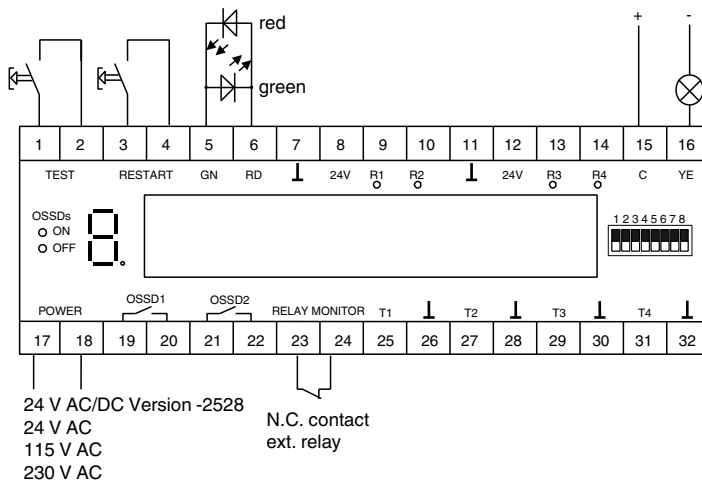 red
green
+ -
1 2 3 4 5 6 7 8 9 10 11 12 13 14 15 16
TEST RESTART GN RD 24V R1 R2 24V R3 R4 C YE
OSSDs
ON
OFF
8.
1 2 3 4 5 6 7 8
POWER OSSD1 OSSD2 RELAY MONITOR T1 T2 T3 T4
17 18 19 20 21 22 23 24 25 26 27 28 29 30 31 32
24 V AC/DC Version -2528
24 V AC
115 V AC
230 V AC
N.C. contact
ext. relay